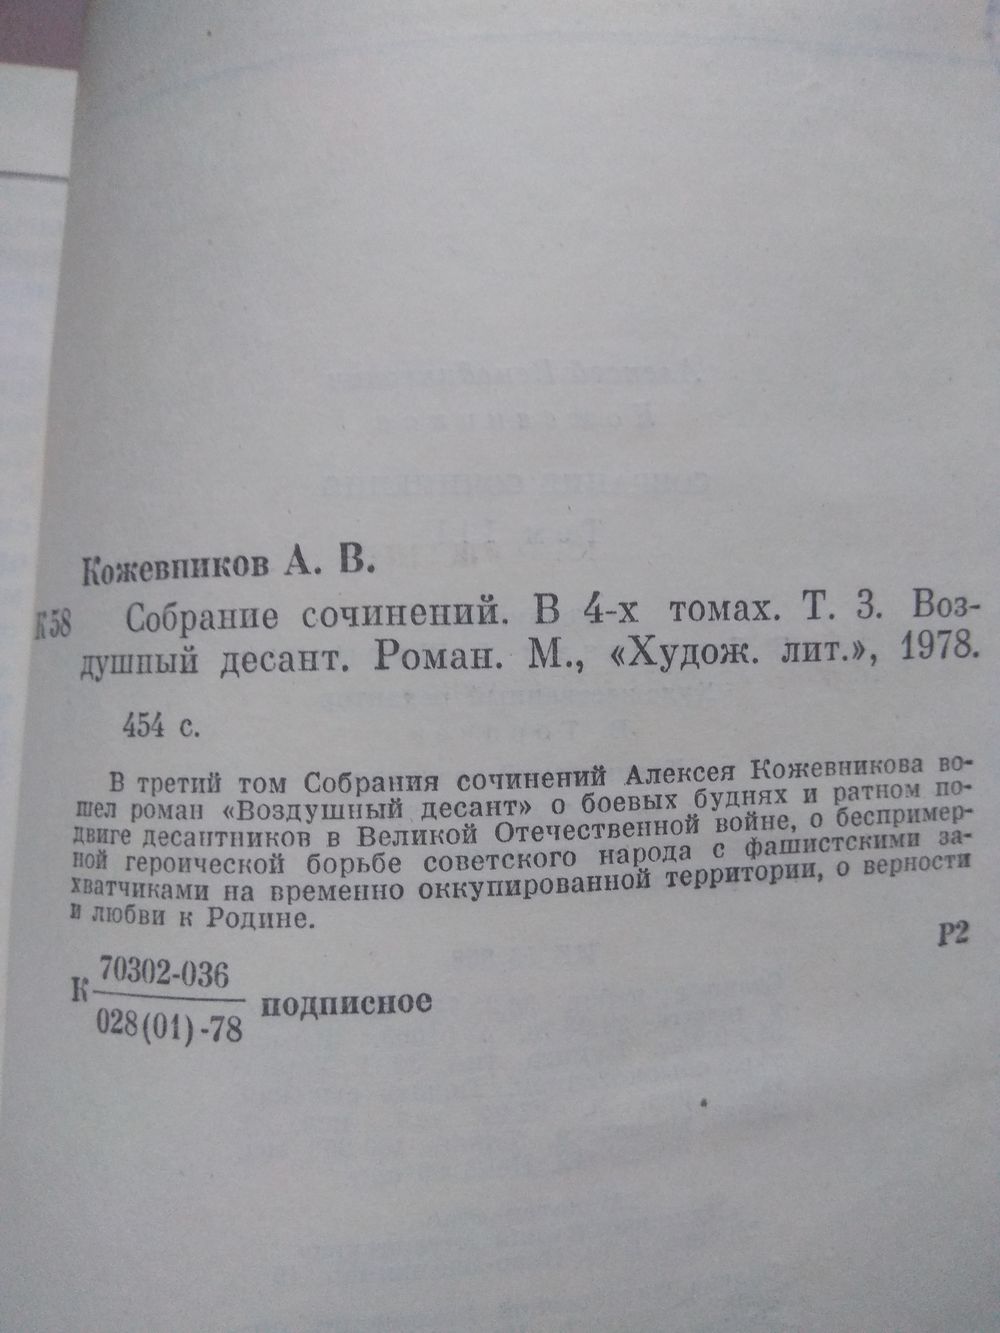 Кожевников А. В.
К58 Собрание сочинений. В 4-х томах. Т. 3. Воз-
душный десант. Роман. М., «Худож. лит.», 1978.
454 с.
В третий том Собрания сочинений Алексея Кожевникова во-
шел роман «Воздушный десант» о боевых буднях и ратном по-
двиге десантников в Великой Отечественной войне, о беспример-
ной героической борьбе советского народа с фашистскими за-
хватчиками на временно оккупированной территории, о верности
и любви к Родине.
Р2
70302-036
К подписное
028(01)-78